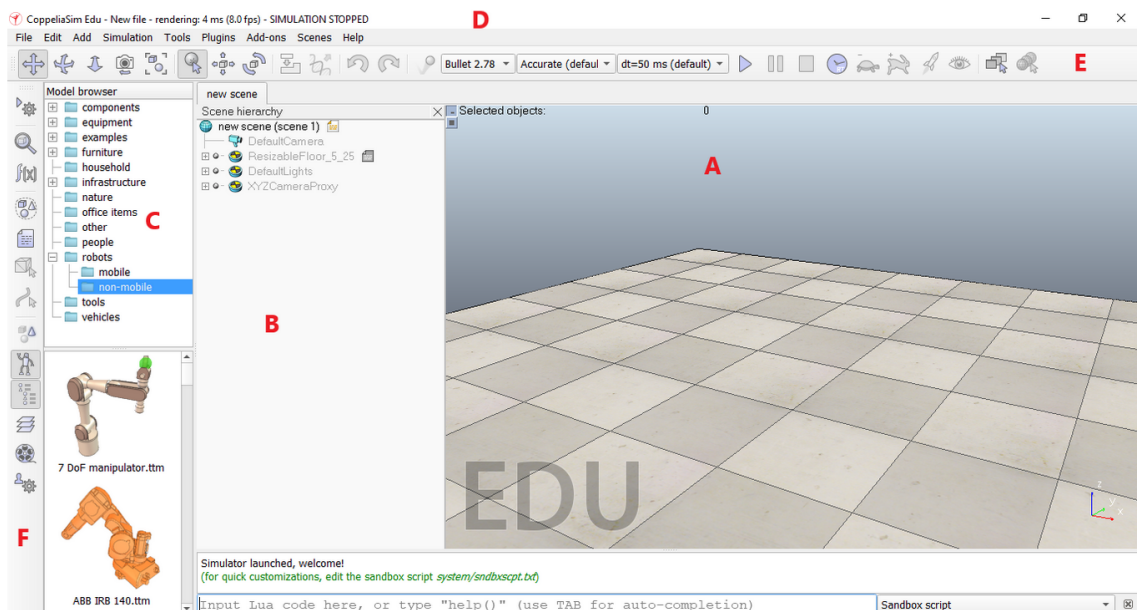 CoppeliaSim Edu - New file - rendering: 4 ms (8.0 fps) - SIMULATION STOPPED
D
File Edit Add Simulation Tools Plugins Add-ons Scenes Help
Bullet 2.78 Accurate (defaul dt=50 ms (default)
E
Model browser
components
equipment
examples
furniture
household
infrastructure
nature
office items
other
people
robots
mobile
non-mobile
tools
vehicles
C
f(x)
7 DoF manipulator.ttm
ABB IRB 140.ttm
F
new scene
Scene hierarchy
new scene (scene 1)
DefaultCamera
ResizableFloor_5_25
DefaultLights
XYZCameraProxy
B
Selected objects: 0
A
EDU
z
y
x
Simulator launched, welcome!
(for quick customizations, edit the sandbox script system/sndbxscpt.txt)
Input Lua code here, or type "help()" (use TAB for auto-completion)
Sandbox script